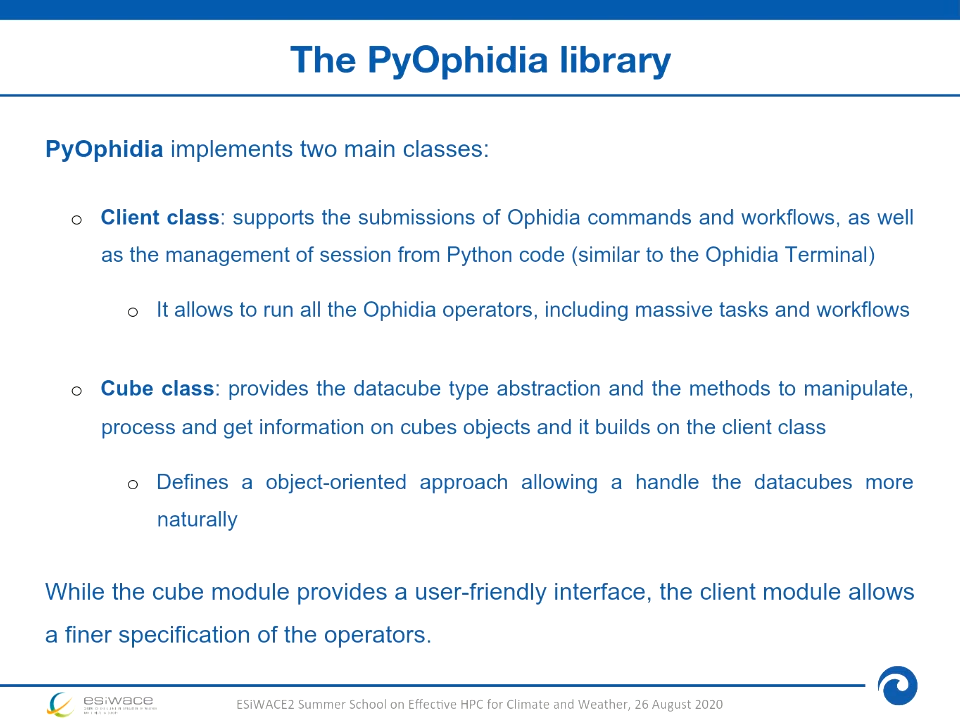 The PyOphidia library
PyOphidia implements two main classes:
o Client class: supports the submissions of Ophidia commands and workflows, as well
as the management of session from Python code (similar to the Ophidia Terminal)
o It allows to run all the Ophidia operators, including massive tasks and workflows
o Cube class: provides the datacube type abstraction and the methods to manipulate,
process and get information on cubes objects and it builds on the client class
o Defines a object-oriented approach allowing a handle the datacubes more
naturally
While the cube module provides a user-friendly interface, the client module allows
a finer specification of the operators.
esiwace
ESiWACE2 Summer School on Effective HPC for Climate and Weather, 26 August 2020